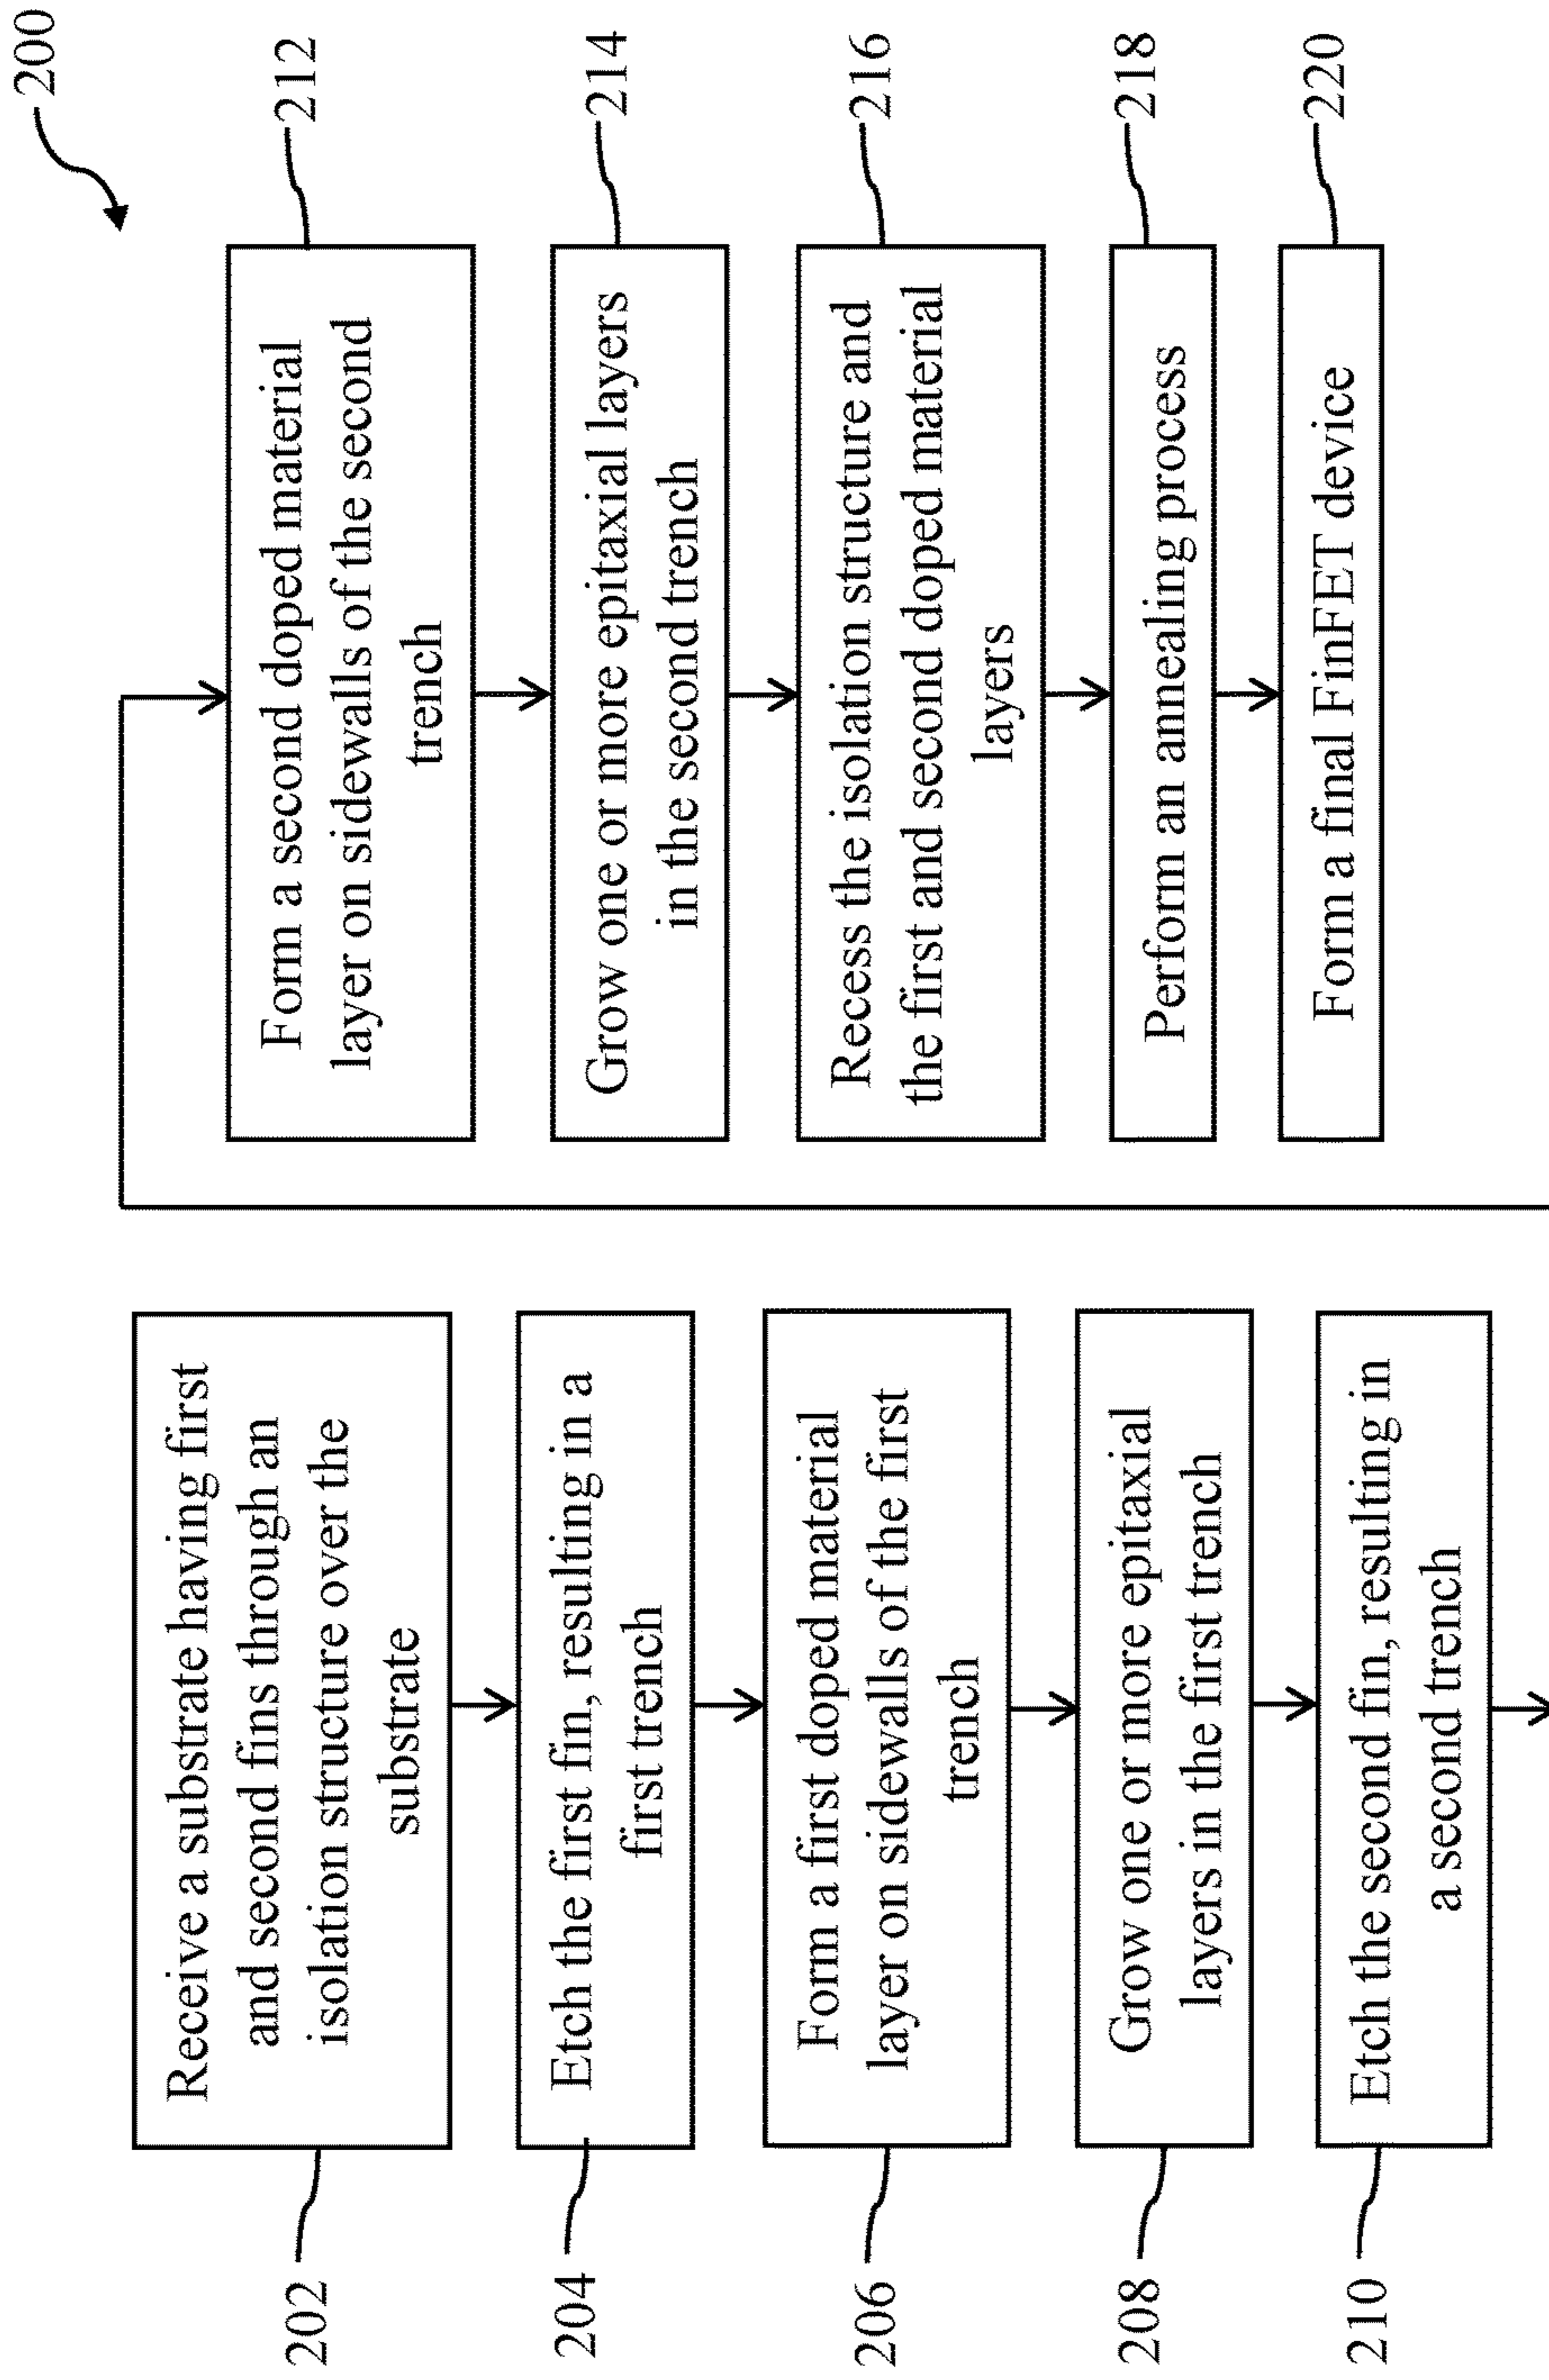 200
202
Receive a substrate having first
and second fins through an
isolation structure over the
substrate
204
Etch the first fin, resulting in a
first trench
206
Form a first doped material
layer on sidewalls of the first
trench
208
Grow one or more epitaxial
layers in the first trench
210
Etch the second fin, resulting in
a second trench
212
Form a second doped material
layer on sidewalls of the second
trench
214
Grow one or more epitaxial layers
in the second trench
216
Recess the isolation structure and
the first and second doped material
layers
218
Perform an annealing process
220
Form a final FinFET device